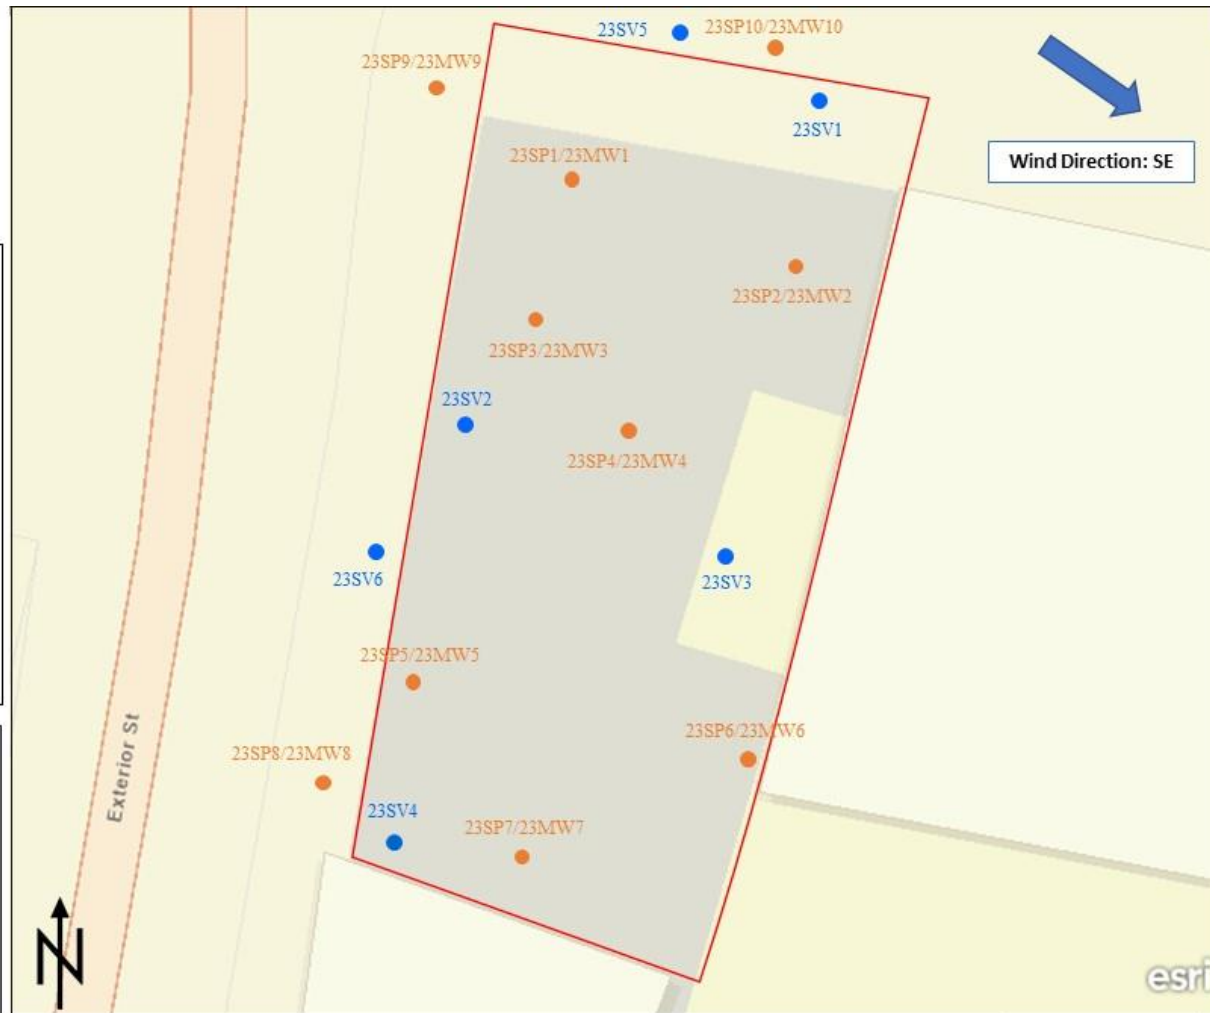 23SV5
23SP10/23MW10
23SP9/23MW9
23SV1
Wind Direction: SE
23SP1/23MW1
23SP2/23MW2
23SP3/23MW3
23SV2
23SP4/23MW4
23SV6
23SV3
23SP5/23MW5
23SP6/23MW6
23SP8/23MW8
Exterior St
23SV4
23SP7/23MW7
N
esri